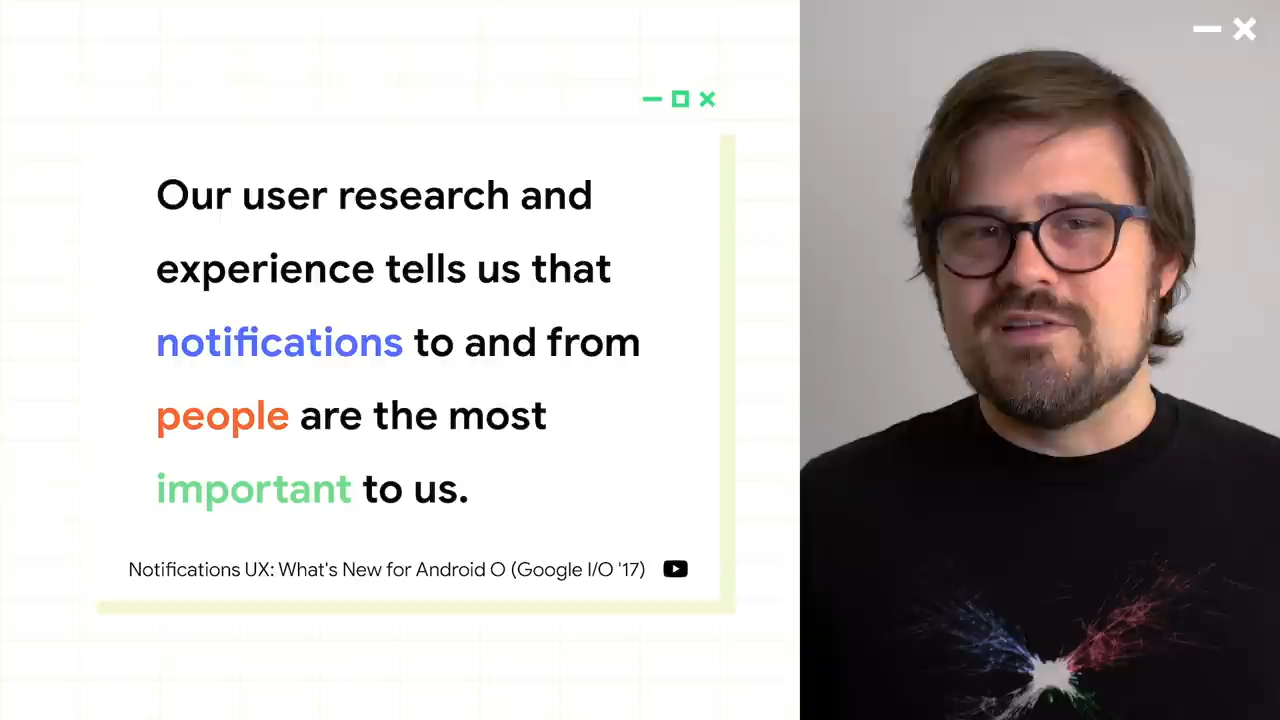 Our user research and
experience tells us that
notifications to and from
people are the most
important to us.
Notifications UX: What's New for Android O (Google I/O '17)